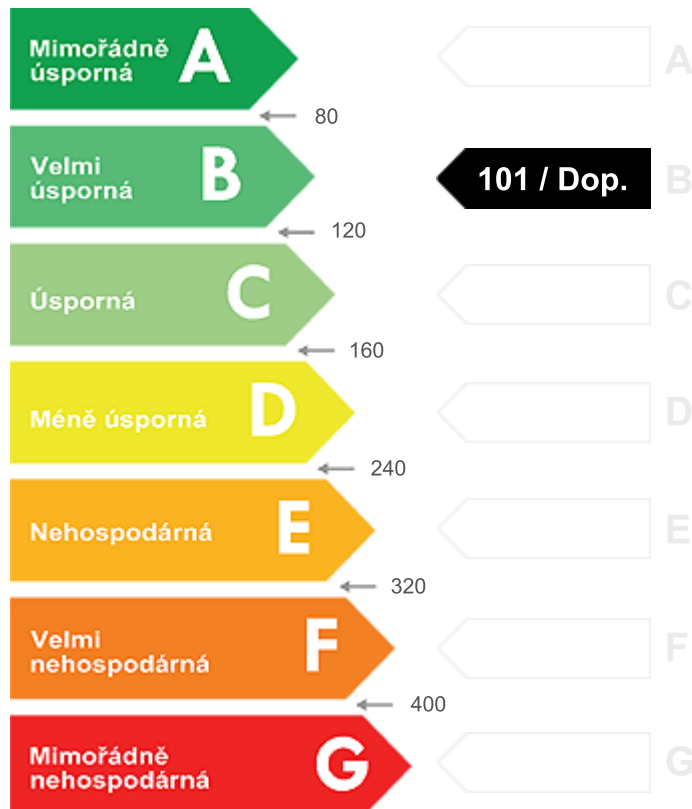 Mimořádně
úsporná
A
A
80
Velmi
úsporná
B
101 / Dop.
B
120
Úsporná
C
C
160
Méně úsporná
D
D
240
Nehospodárná
E
E
320
Velmi
nehospodárná
F
F
400
Mimořádně
nehospodárná
G
G